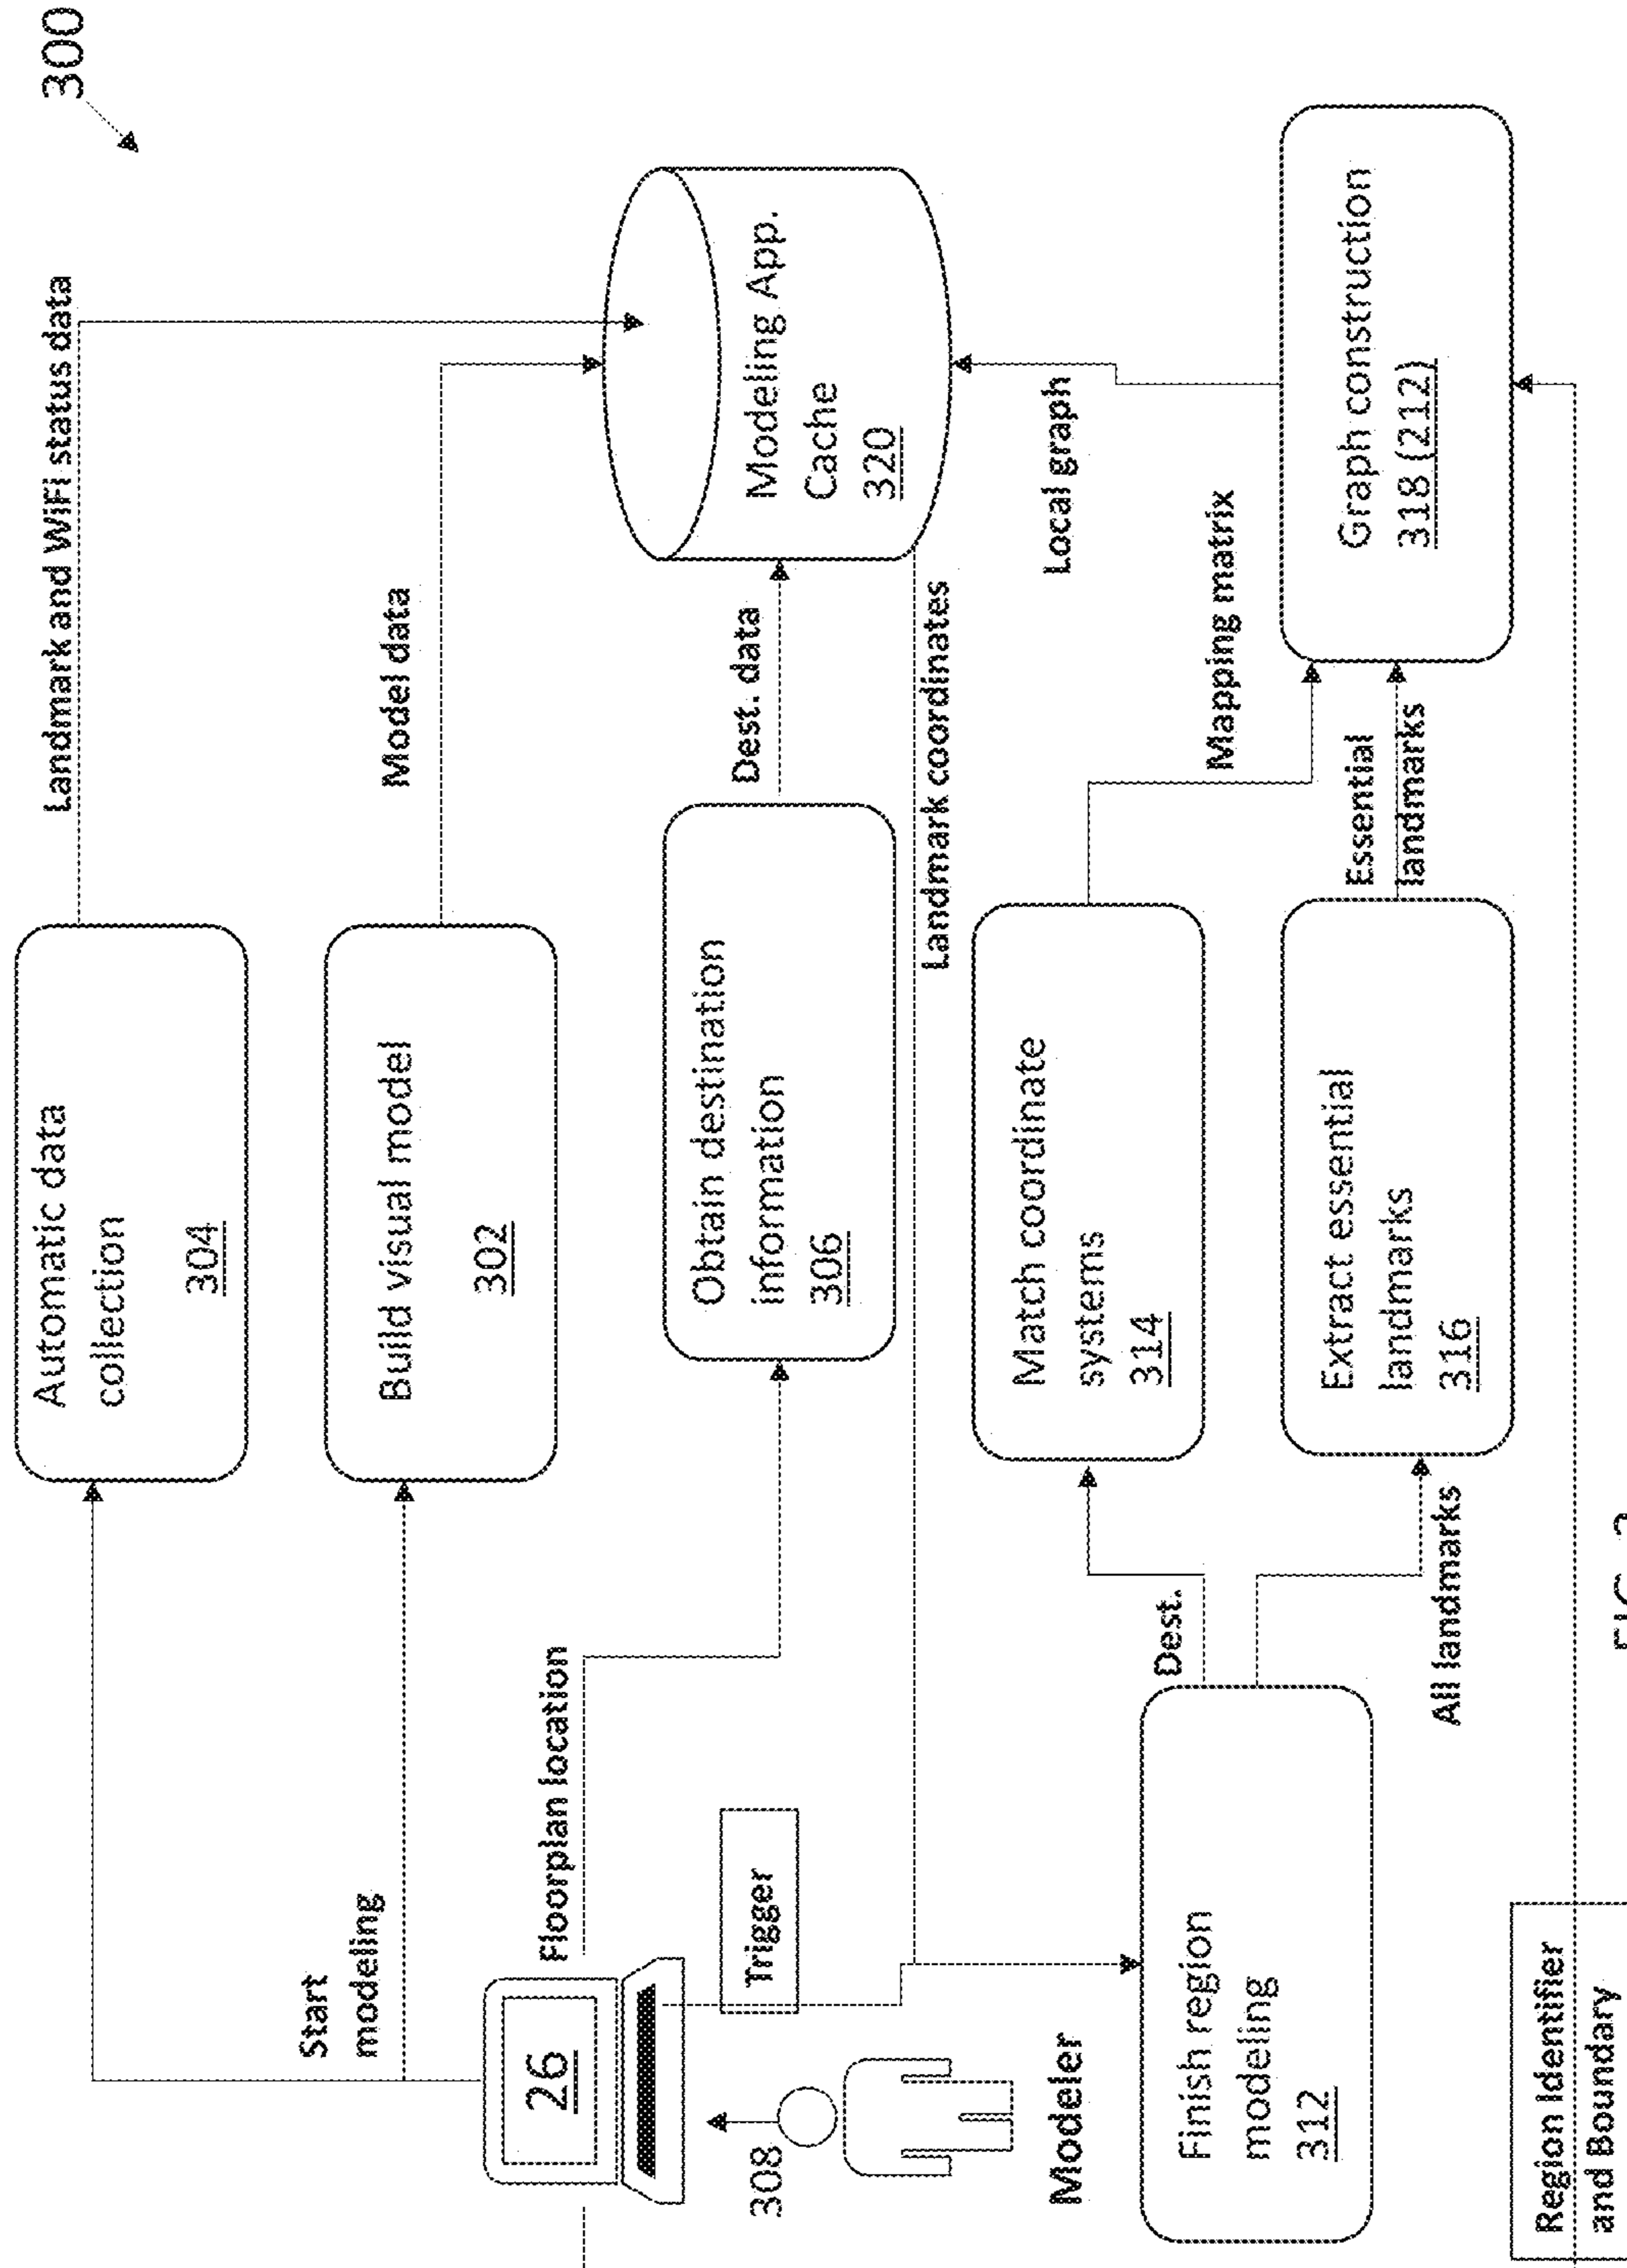 300
Landmark and WiFi status data
Automatic data
collection
304
Start
modeling
Model data
Build visual model
302
Modeling App.
Cache
320
Dest. data
Obtain destination
information
306
Floorplan location
26
308
Modeler
Trigger
Landmark coordinates
Local graph
Finish region
modeling
312
Dest.
All landmarks
Match coordinate
systems
314
Mapping matrix
Extract essential
landmarks
316
Essential
landmarks
Graph construction
318 (212)
Region Identifier
and Boundary